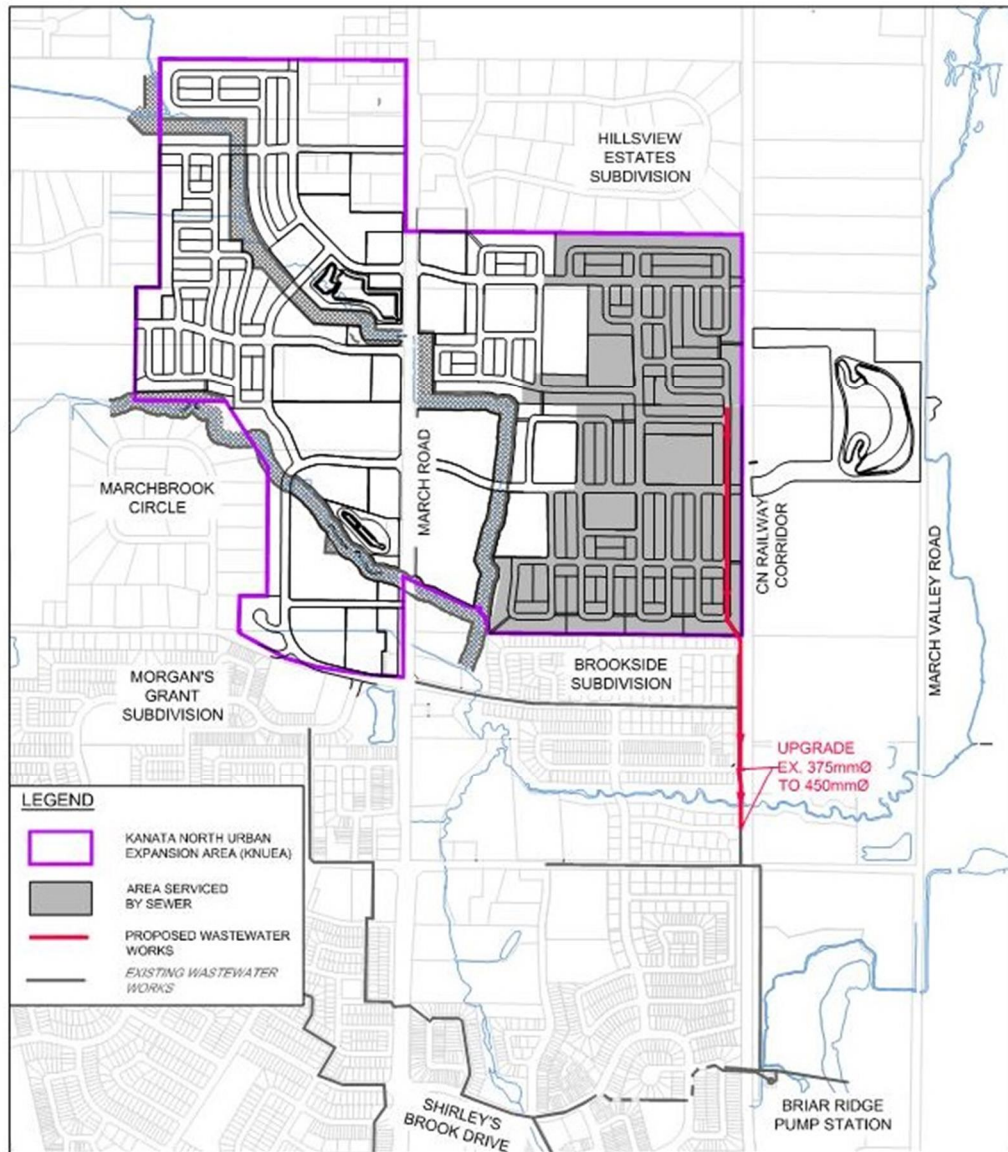 HILLSVIEW
ESTATES
SUBDIVISION
MARCHBROOK
CIRCLE
MARCH ROAD
CN RAILWAY
CORRIDOR
MARCH VALLEY ROAD
MORGAN'S
GRANT
SUBDIVISION
BROOKSIDE
SUBDIVISION
UPGRADE
EX. 375mmØ
TO 450mmØ
LEGEND
KANATA NORTH URBAN
EXPANSION AREA (KNUEA)
AREA SERVICED
BY SEWER
PROPOSED WASTEWATER
WORKS
EXISTING WASTEWATER
WORKS
SHIRLEY'S
BROOK DRIVE
BRIAR RIDGE
PUMP STATION